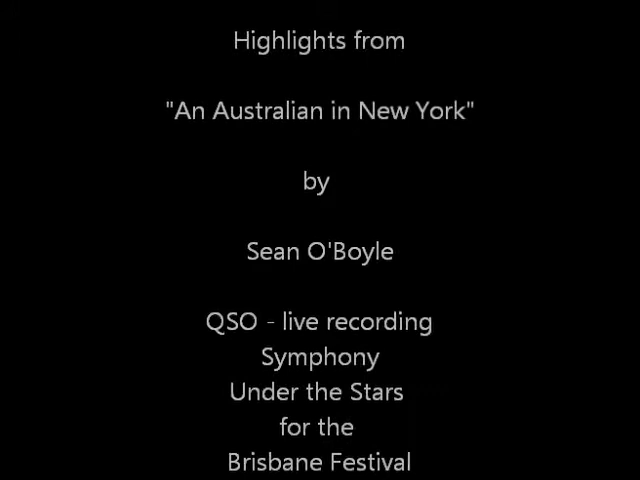 Highlights from
"An Australian in New York"
by
Sean O'Boyle
QSO - live recording
Symphony
Under the Stars
for the
Brisbane Festival